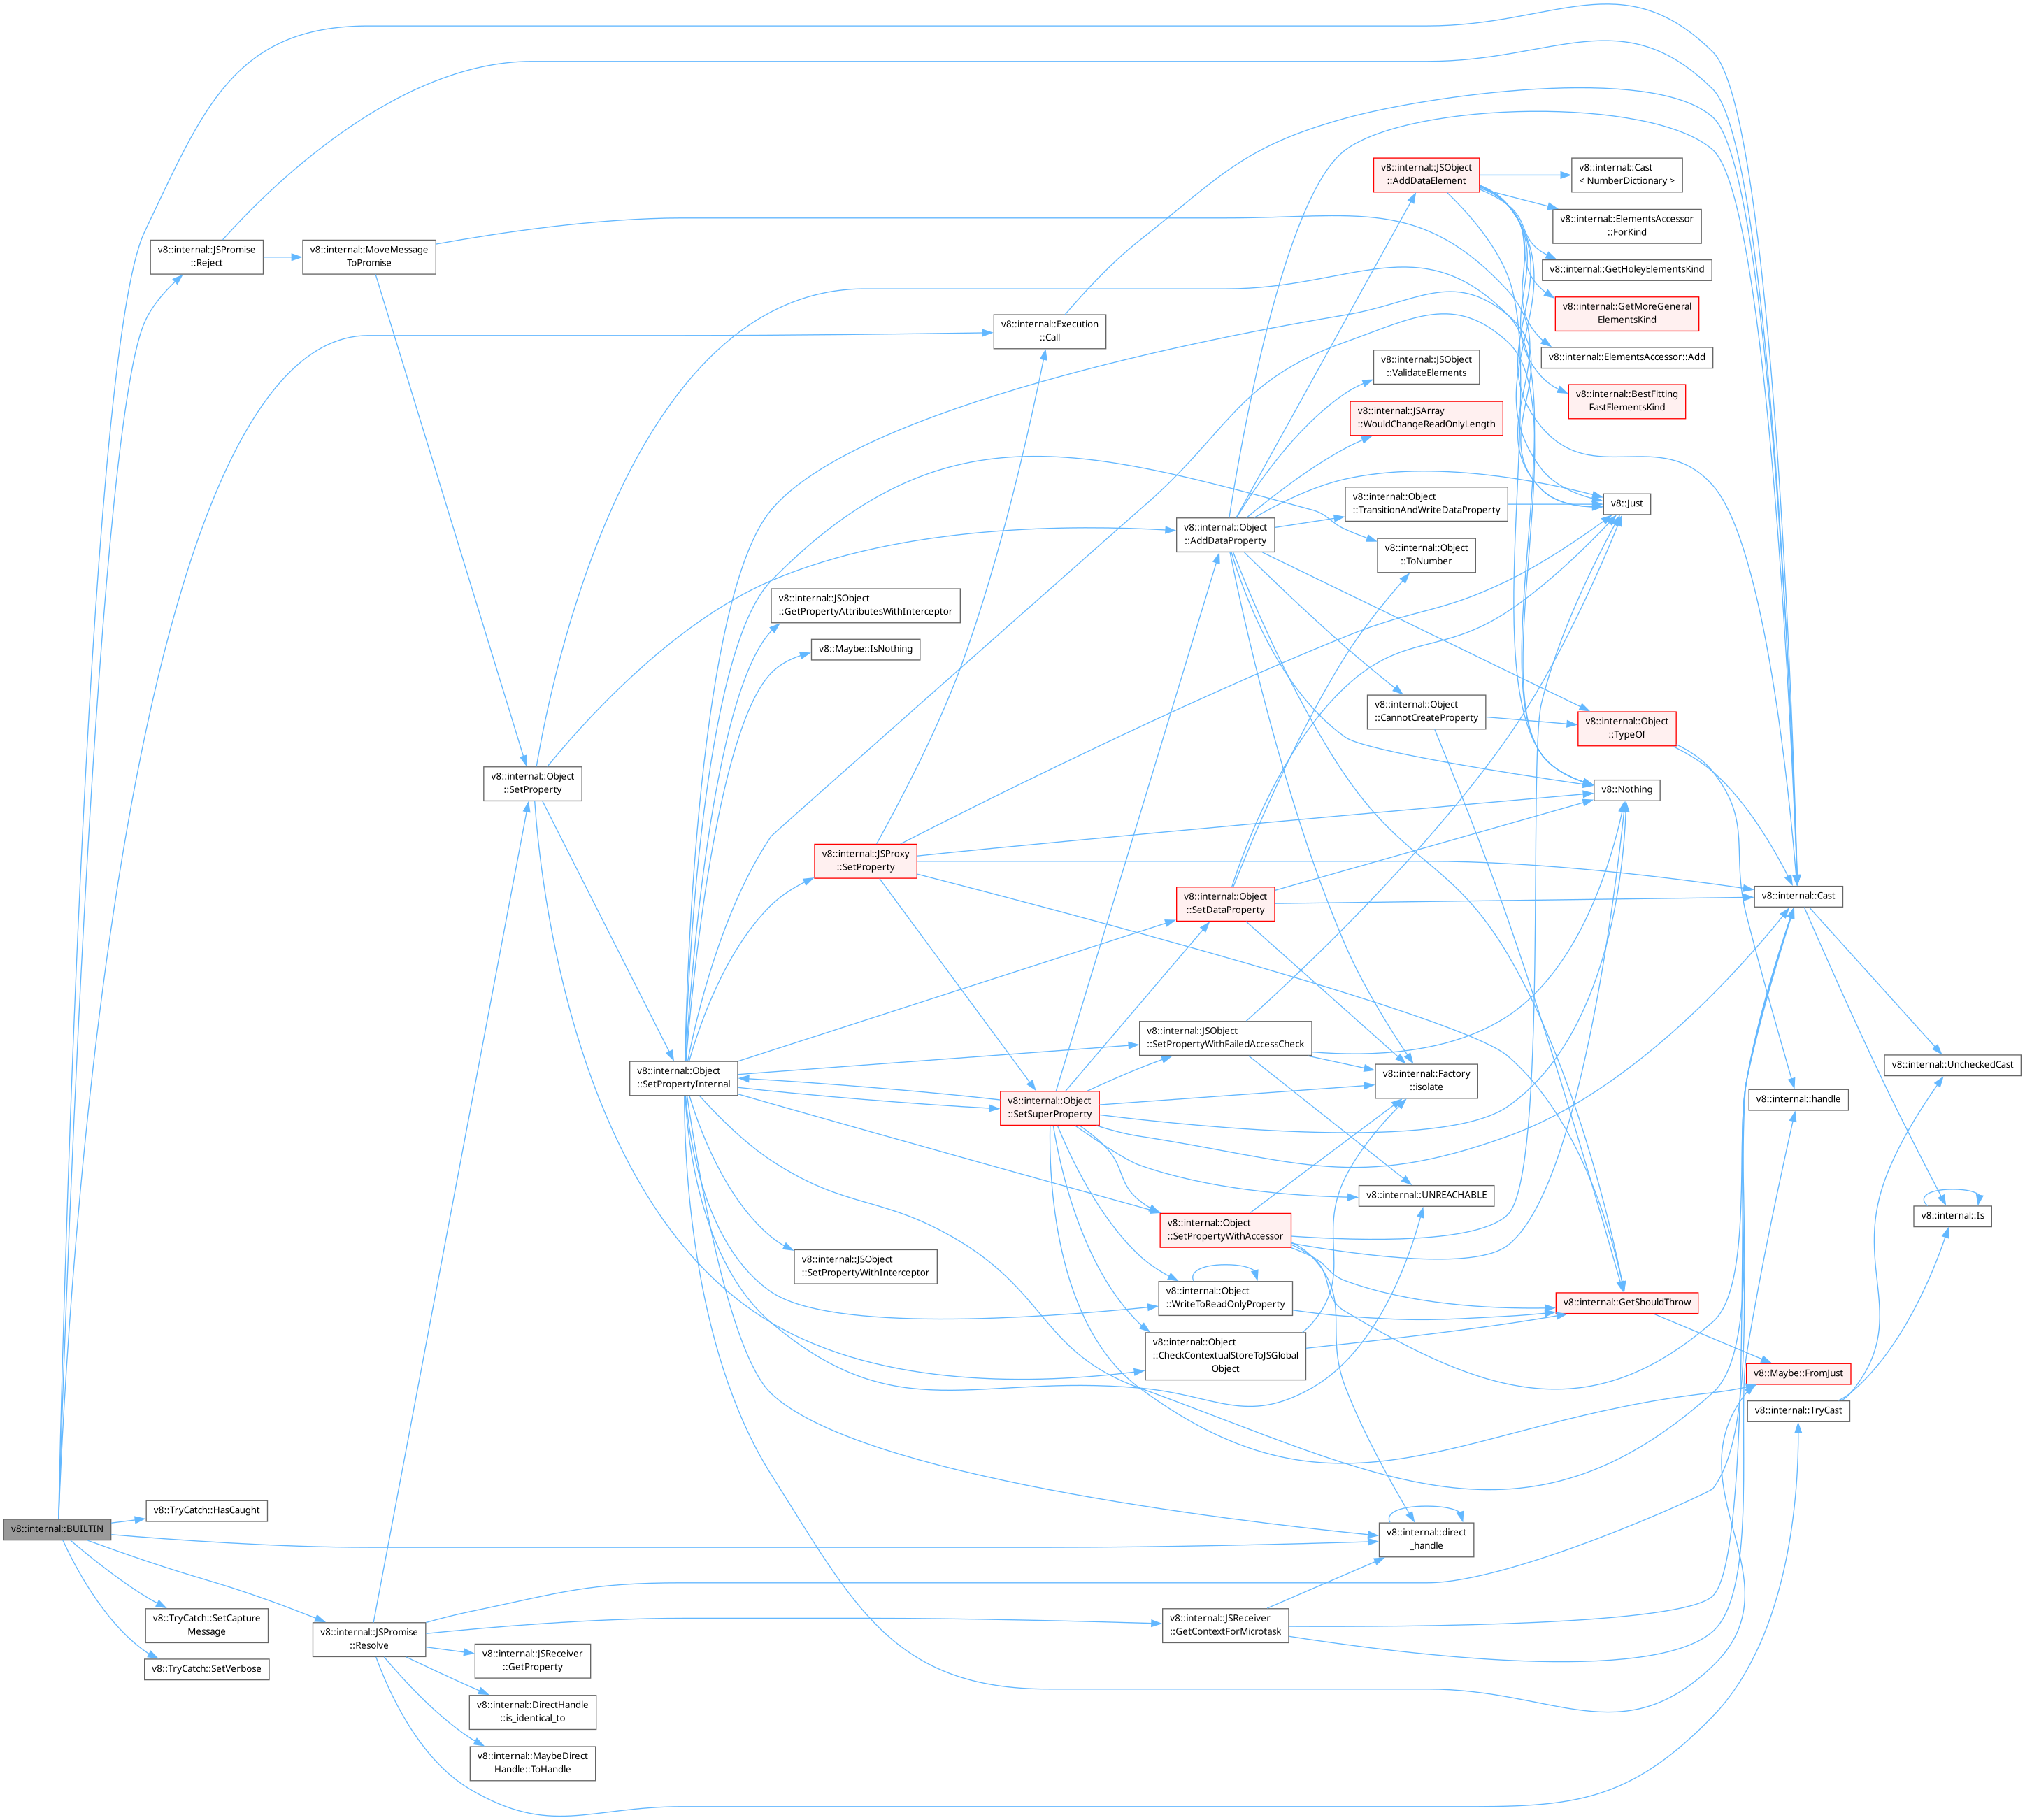 v8::internal::BUILTIN
v8::internal::JSPromise
::Reject
v8::TryCatch::HasCaught
v8::TryCatch::SetCapture
Message
v8::TryCatch::SetVerbose
v8::internal::MoveMessage
ToPromise
v8::internal::JSPromise
::Resolve
v8::internal::Object
::SetProperty
v8::internal::JSReceiver
::GetProperty
v8::internal::DirectHandle
::is_identical_to
v8::internal::MaybeDirect
Handle::ToHandle
v8::internal::Object
::SetPropertyInternal
v8::internal::JSObject
::GetPropertyAttributesWithInterceptor
v8::Maybe::IsNothing
v8::internal::JSProxy
::SetProperty
v8::internal::JSObject
::SetPropertyWithInterceptor
v8::internal::Execution
::Call
v8::internal::Object
::SetSuperProperty
v8::internal::Object
::AddDataProperty
v8::internal::Object
::SetDataProperty
v8::internal::JSObject
::SetPropertyWithFailedAccessCheck
v8::internal::Object
::SetPropertyWithAccessor
v8::internal::Object
::WriteToReadOnlyProperty
v8::internal::Object
::CheckContextualStoreToJSGlobal
Object
v8::internal::JSReceiver
::GetContextForMicrotask
v8::internal::JSObject
::AddDataElement
v8::internal::JSObject
::ValidateElements
v8::internal::JSArray
::WouldChangeReadOnlyLength
v8::internal::Object
::TransitionAndWriteDataProperty
v8::internal::Object
::ToNumber
v8::internal::Object
::CannotCreateProperty
v8::internal::Factory
::isolate
v8::internal::UNREACHABLE
v8::internal::direct
_handle
v8::internal::Cast
< NumberDictionary >
v8::internal::ElementsAccessor
::ForKind
v8::internal::GetHoleyElementsKind
v8::internal::GetMoreGeneral
ElementsKind
v8::internal::ElementsAccessor::Add
v8::internal::BestFitting
FastElementsKind
v8::Just
v8::internal::Object
::TypeOf
v8::Nothing
v8::internal::GetShouldThrow
v8::internal::Cast
v8::internal::handle
v8::Maybe::FromJust
v8::internal::TryCast
v8::internal::UncheckedCast
v8::internal::Is